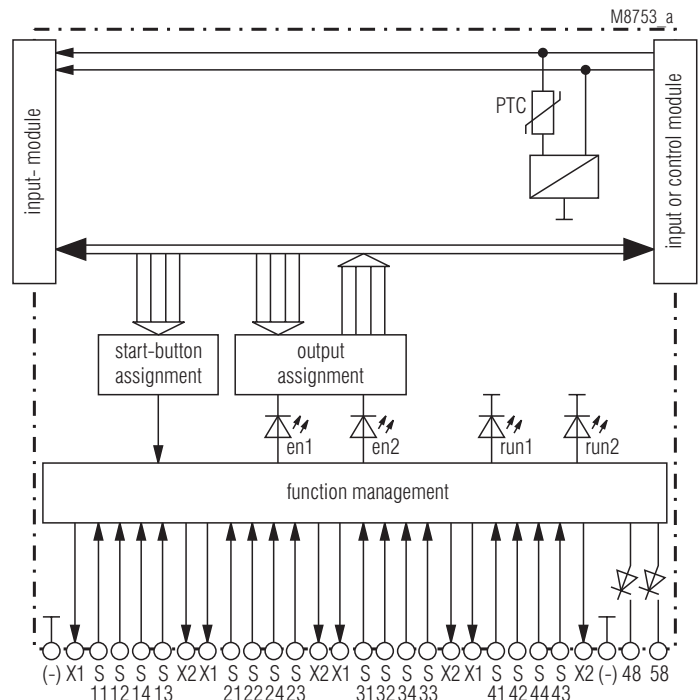 M8753_a
input- module
PTC
input or control module
start-button
assignment
output
assignment
en1
en2
run1
run2
function management
(-) X1 S S S S X2 X1 S S S S X2 X1 S S S S X2 X1 S S S S X2 (-) 48 58
11 12 14 13 21 22 24 23 31 32 34 33 41 42 44 43